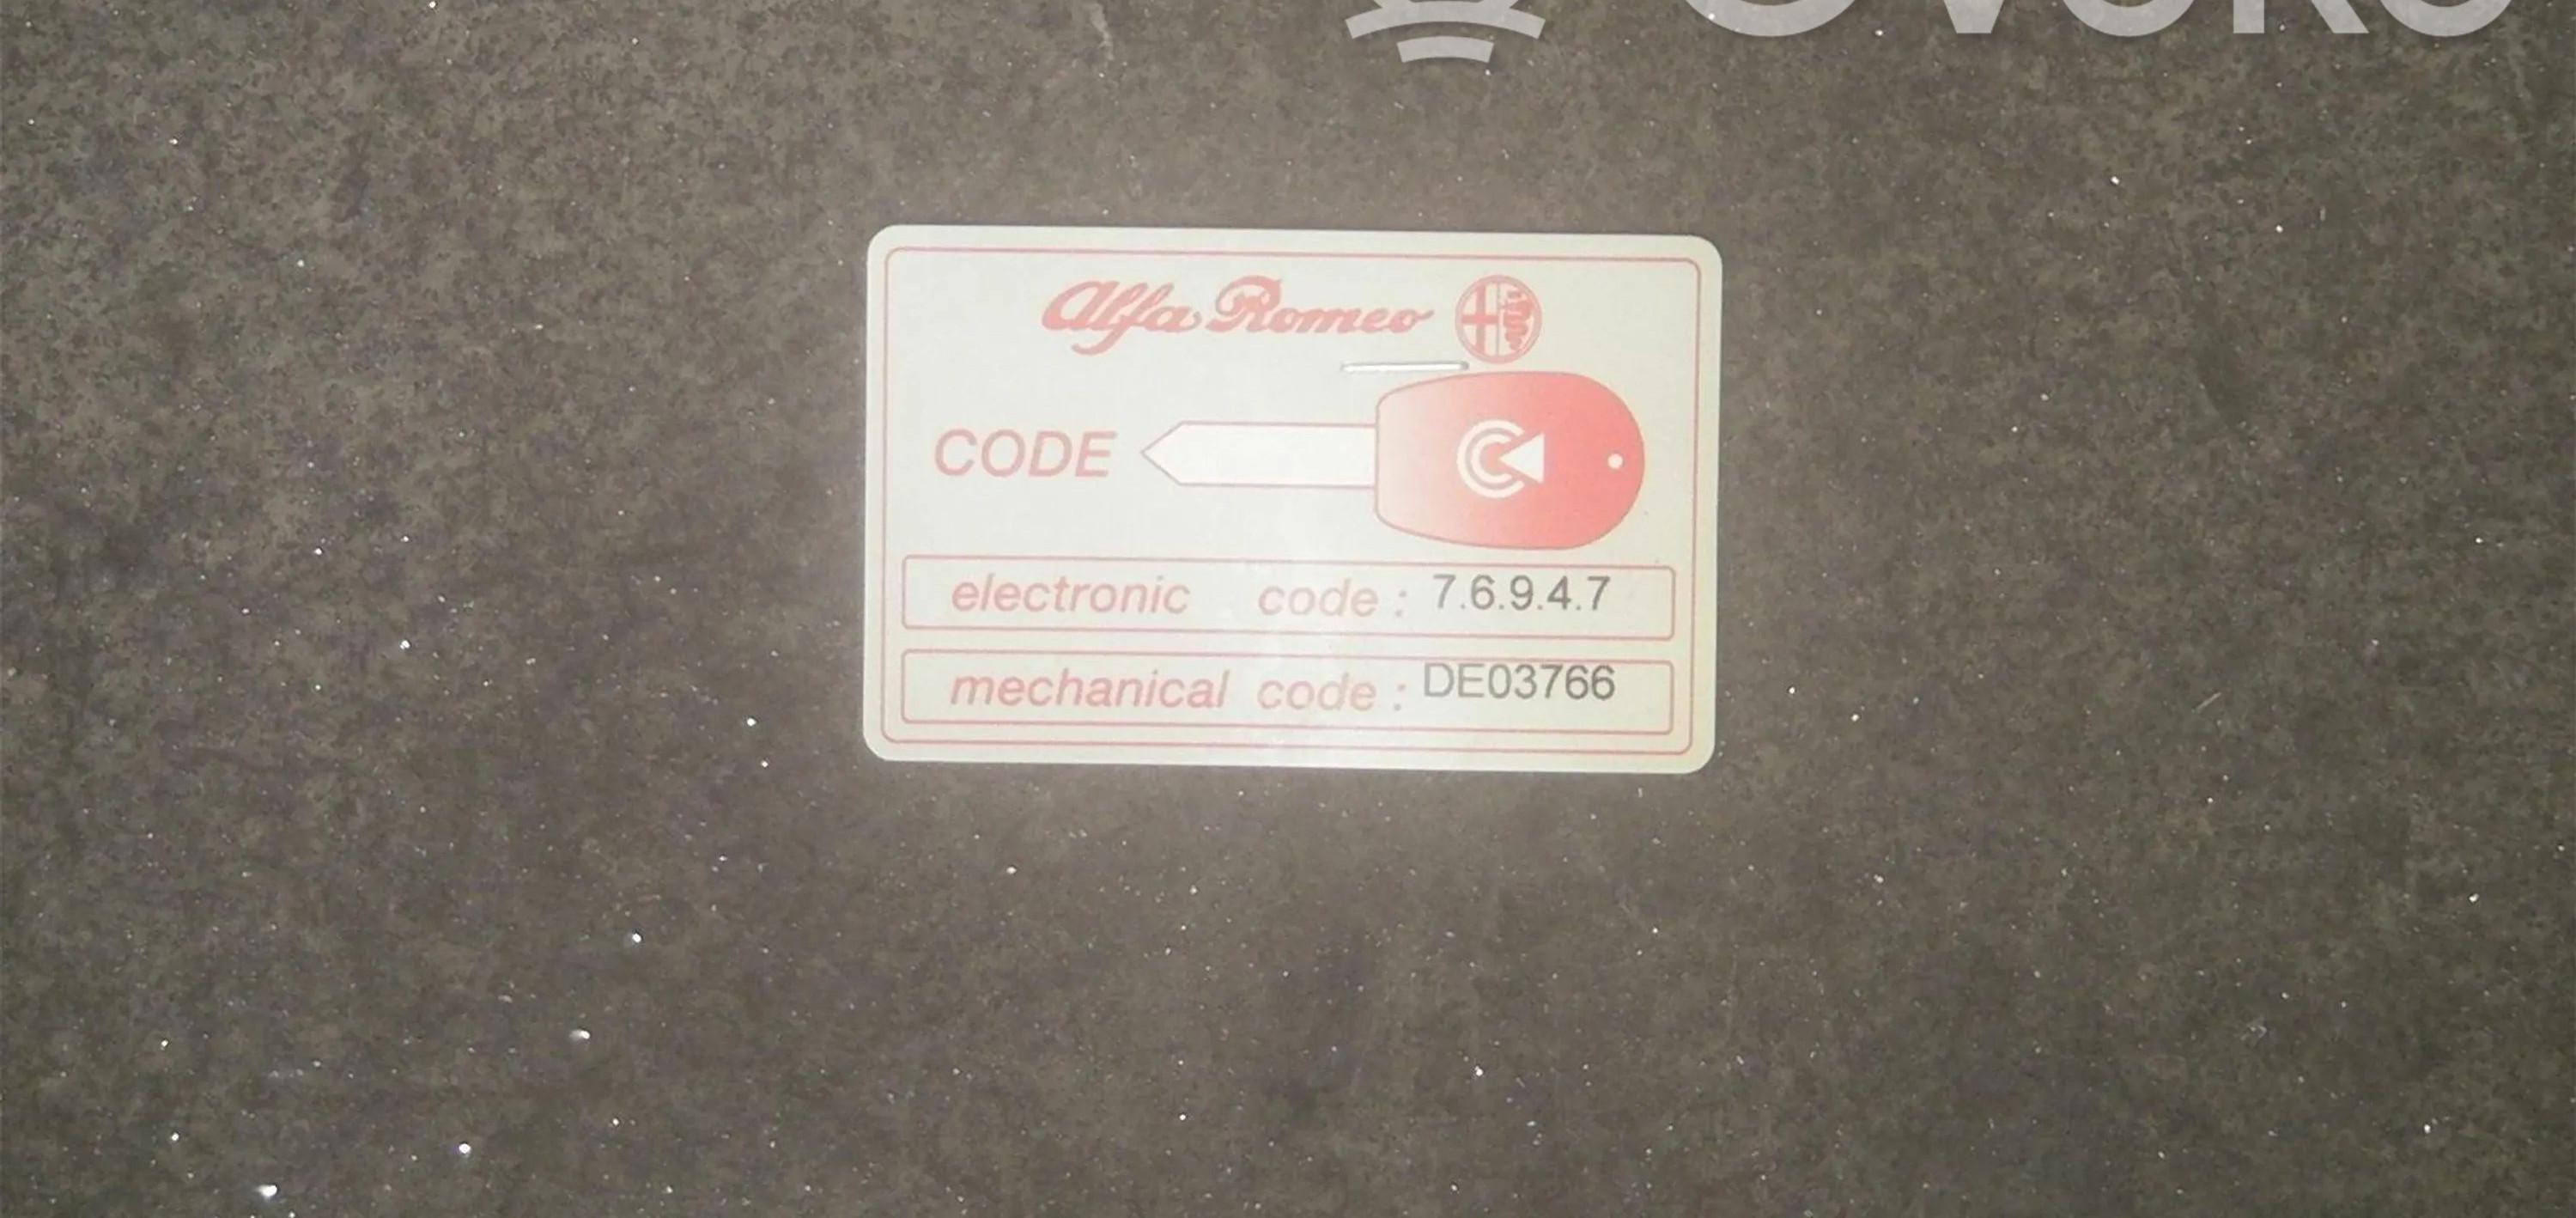 Alfa Romeo
CODE
electronic code : 7.6.9.4.7
mechanical code : DE03766